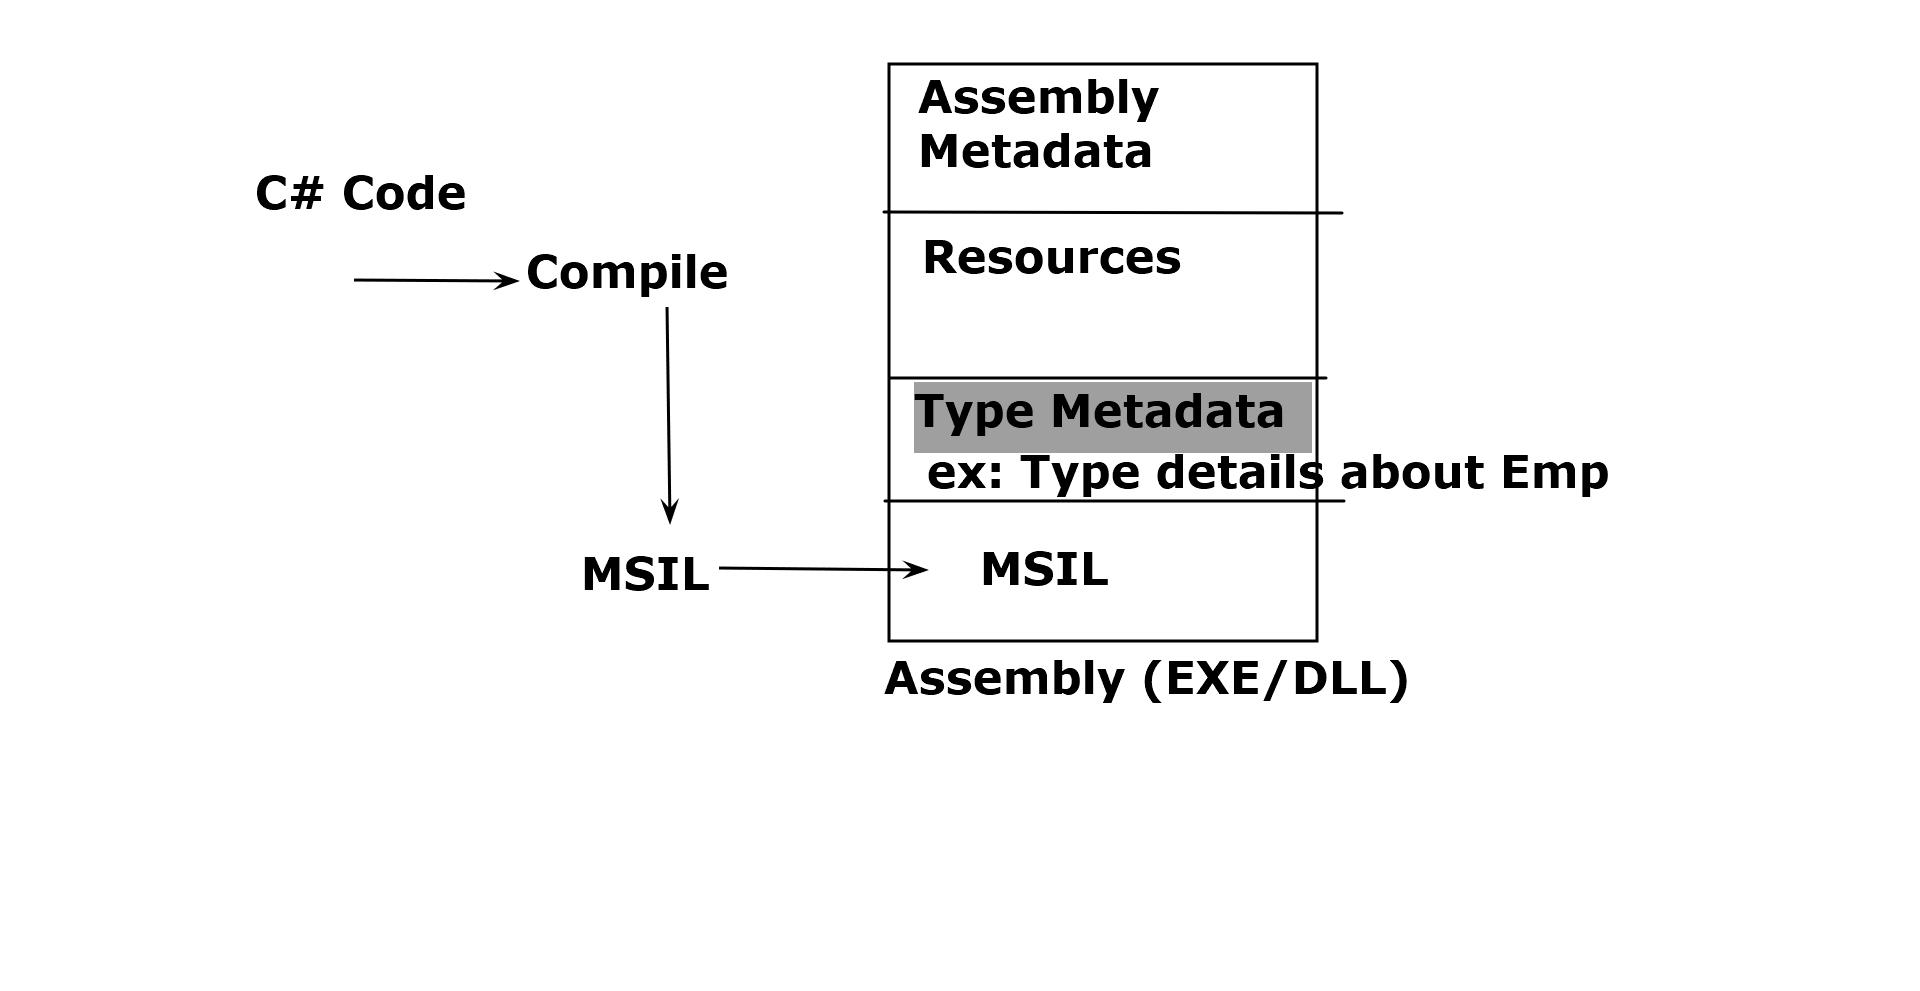 C# Code
Compile
MSIL
Assembly
Metadata
Resources
Type Metadata
ex: Type details about Emp
MSIL
Assembly (EXE/DLL)